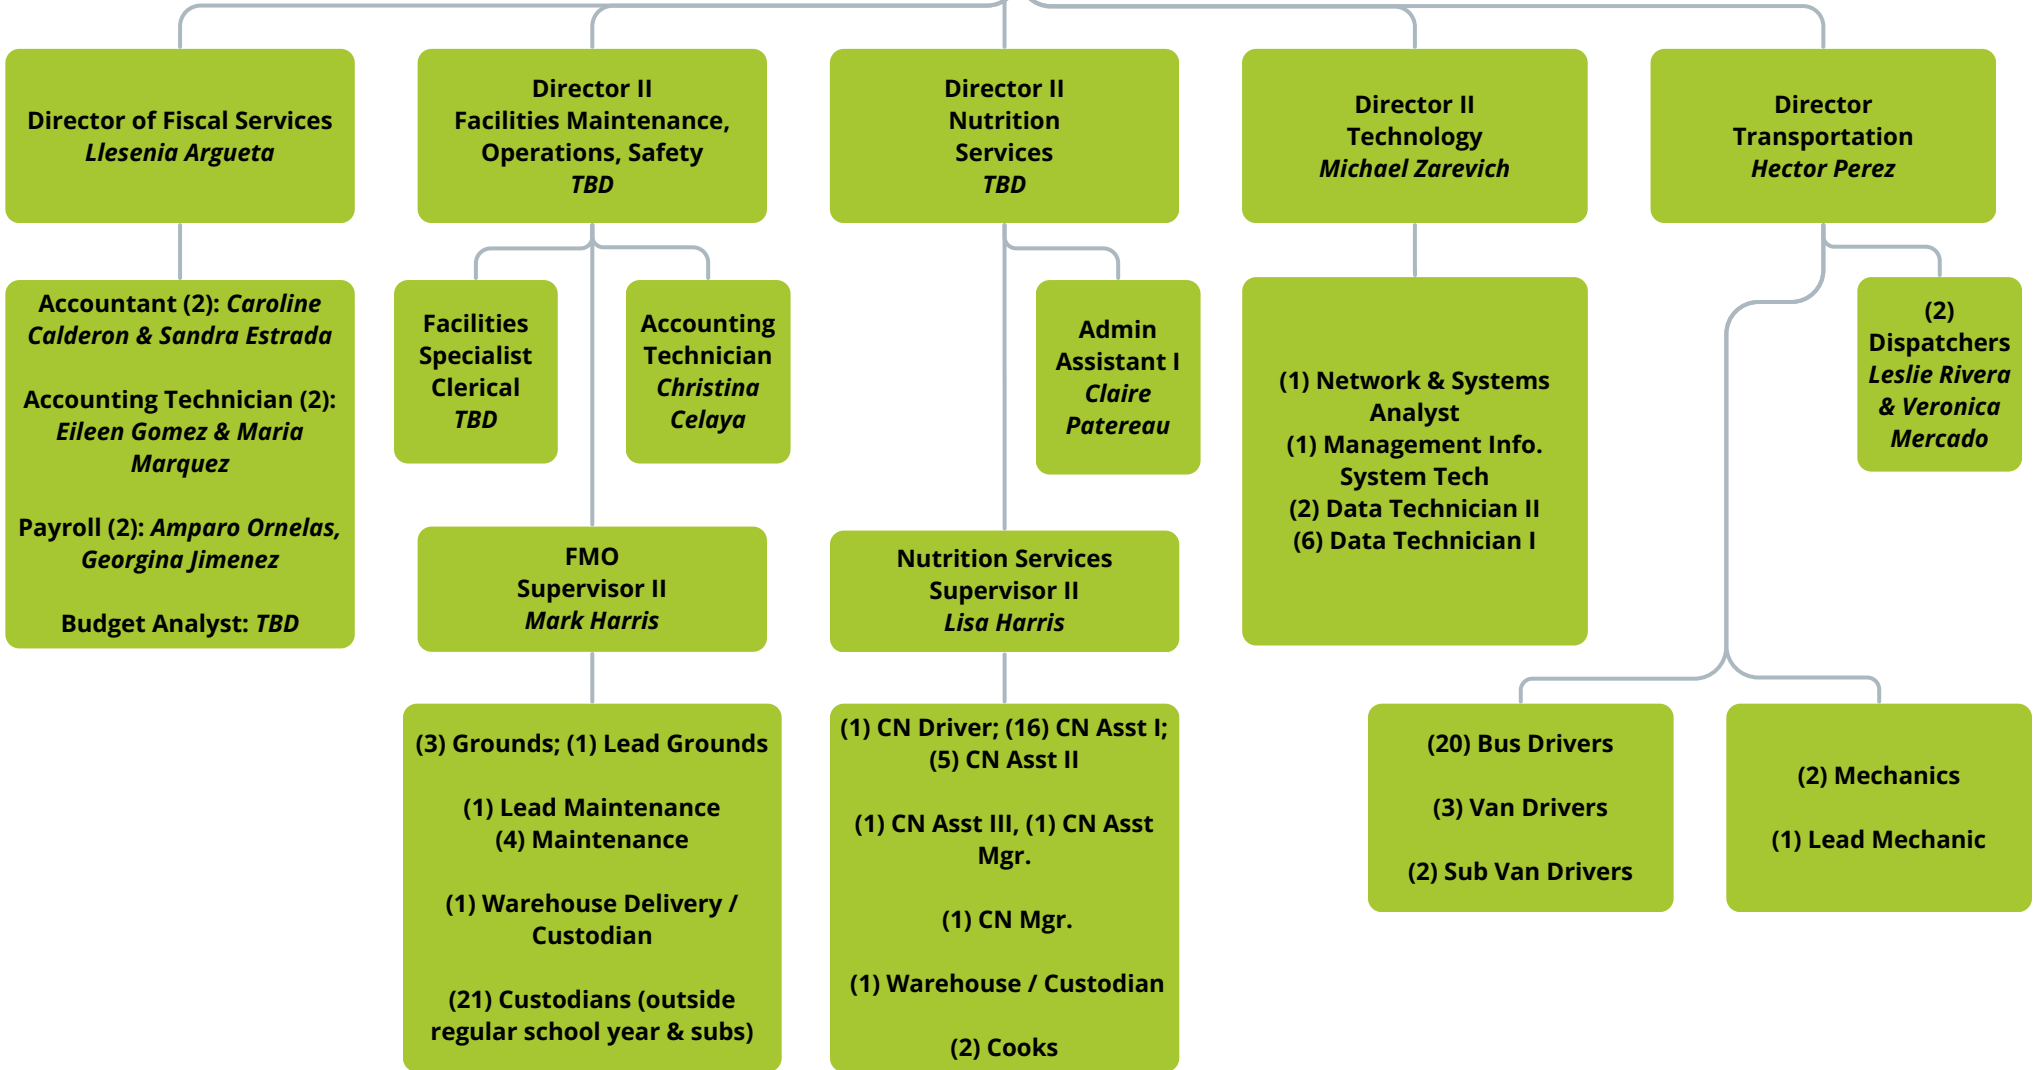 Director of Fiscal Services
Llesenia Argueta
Director II
Facilities Maintenance,
Operations, Safety
TBD
Director II
Nutrition
Services
TBD
Director II
Technology
Michael Zarevich
Director
Transportation
Hector Perez
Accountant (2): Caroline
Calderon & Sandra Estrada
Accounting Technician (2):
Eileen Gomez & Maria
Marquez
Payroll (2): Amparo Ornelas,
Georgina Jimenez
Budget Analyst: TBD
Facilities
Specialist
Clerical
TBD
Accounting
Technician
Christina
Celaya
Admin
Assistant I
Claire
Patereau
(1) Network & Systems
Analyst
(1) Management Info.
System Tech
(2) Data Technician II
(6) Data Technician I
(2)
Dispatchers
Leslie Rivera
& Veronica
Mercado
FMO
Supervisor II
Mark Harris
Nutrition Services
Supervisor II
Lisa Harris
(3) Grounds; (1) Lead Grounds
(1) Lead Maintenance
(4) Maintenance
(1) Warehouse Delivery /
Custodian
(21) Custodians (outside
regular school year & subs)
(1) CN Driver; (16) CN Asst I;
(5) CN Asst II
(1) CN Asst III, (1) CN Asst
Mgr.
(1) CN Mgr.
(1) Warehouse / Custodian
(2) Cooks
(20) Bus Drivers
(3) Van Drivers
(2) Sub Van Drivers
(2) Mechanics
(1) Lead Mechanic